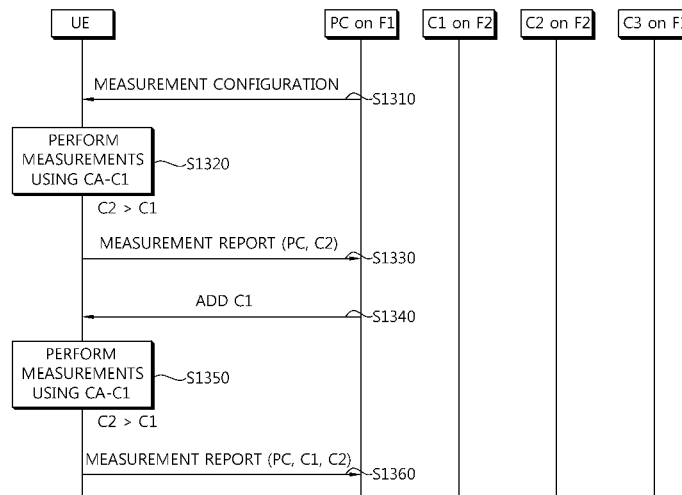 UE
PC on F1
C1 on F2
C2 on F2
C3 on F
MEASUREMENT CONFIGURATION
S1310
PERFORM
MEASUREMENTS
USING CA-C1
S1320
C2 > C1
MEASUREMENT REPORT (PC, C2)
S1330
ADD C1
S1340
PERFORM
MEASUREMENTS
USING CA-C1
S1350
C2 > C1
MEASUREMENT REPORT (PC, C1, C2)
S1360